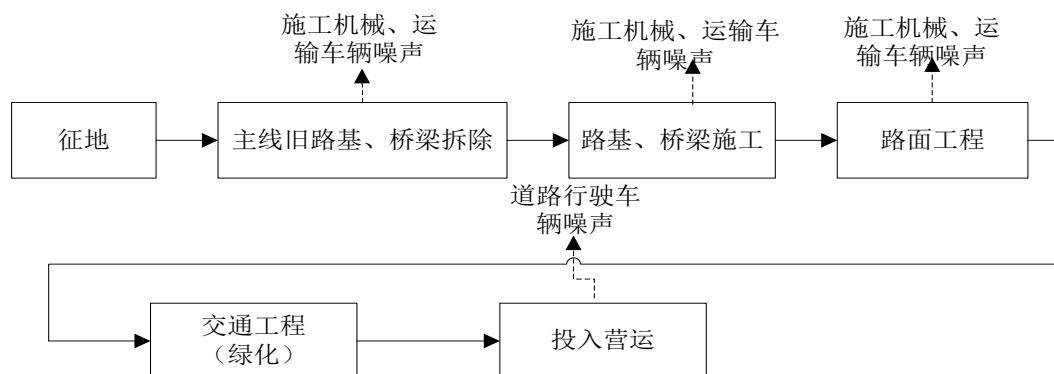 施工机械、运
输车辆噪声
施工机械、运输车
辆噪声
施工机械、运
输车辆噪声
征地
主线旧路基、桥梁拆除
路基、桥梁施工
路面工程
道路行驶车
辆噪声
交通工程
（绿化）
投入营运